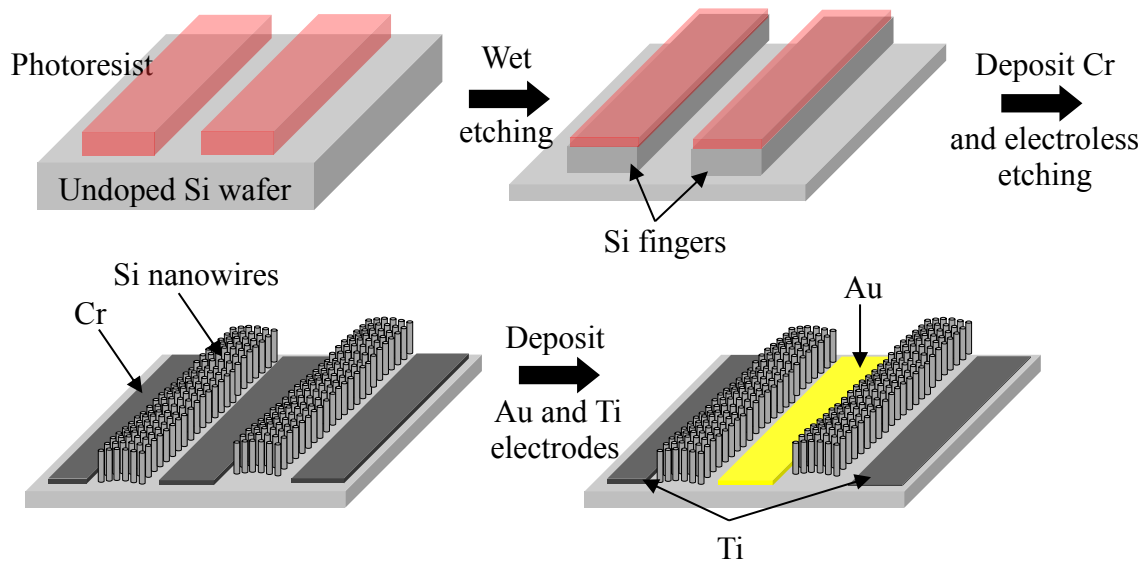 Photoresist
Undoped Si wafer
Wet
etching
Si fingers
Deposit Cr
and electroless
etching
Si nanowires
Cr
Deposit
Au and Ti
electrodes
Au
Ti